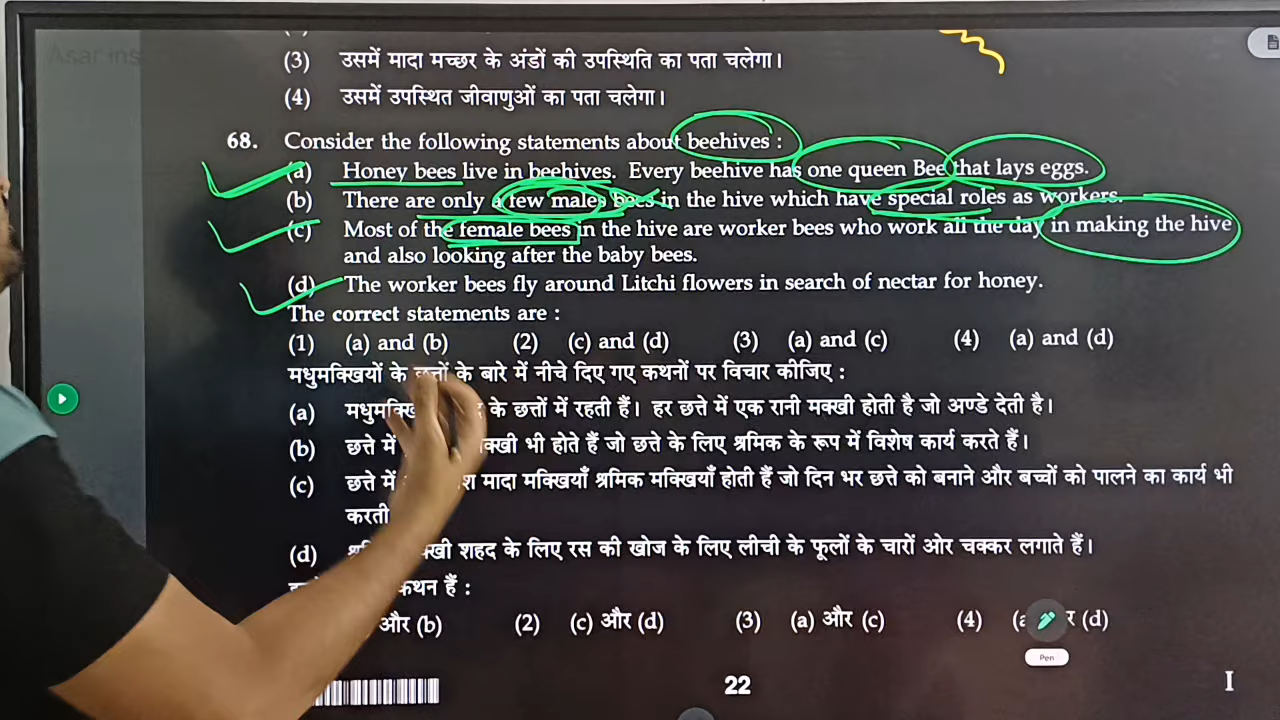 Asar ins
(3) उसमें मादा मच्छर के अंडों की उपस्थिति का पता चलेगा।
(4) उसमें उपस्थित जीवाणुओं का पता चलेगा।
68. Consider the following statements about beehives :
(a) Honey bees live in beehives. Every beehive has one queen Bee that lays eggs.
(b) There are only a few males bees in the hive which have special roles as workers.
(c) Most of the female bees in the hive are worker bees who work all the day in making the hive
and also looking after the baby bees.
(d) The worker bees fly around Litchi flowers in search of nectar for honey.
The correct statements are :
(1) (a) and (b) (2) (c) and (d) (3) (a) and (c) (4) (a) and (d)
मधुमक्खियों के छत्तों के बारे में नीचे दिए गए कथनों पर विचार कीजिए :
(a) के छत्तों में रहती हैं। हर छत्ते में एक रानी मक्खी होती है जो अण्डे देती है।
(b) छत्ते में भी होते हैं जो छत्ते के लिए श्रमिक के रूप में विशेष कार्य करते हैं।
(c) छत्ते में मादा मक्खियाँ श्रमिक मक्खियाँ होती हैं जो दिन भर छत्ते को बनाने और बच्चों को पालने का कार्य भी
करती
(d) शहद के लिए रस की खोज के लिए लीची के फूलों के चारों ओर चक्कर लगाते हैं।
कथन हैं :
और (b) (2) (c) और (d) (3) (a) और (c) (4) (d)
Pen
22 I